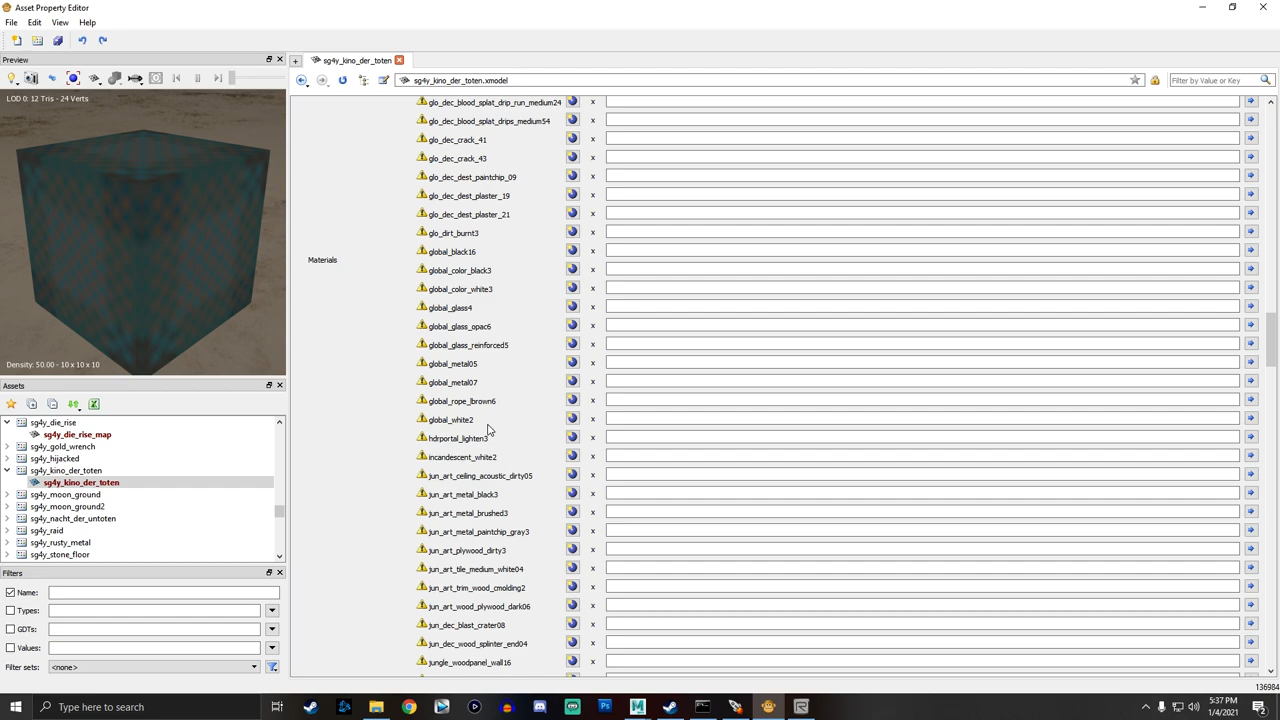 Asset Property Editor
File Edit View Help
Preview
LOD 0: 12 Tris - 24 Verts
Density: 50.00 - 10 x 10 x 10
Assets
sg4y_die_rise
sg4y_die_rise_map
sg4y_gold_wrench
sg4y_hijacked
sg4y_kino_der_toten
sg4y_kino_der_toten
sg4y_moon_ground
sg4y_moon_ground2
sg4y_nacht_der_untoten
sg4y_raid
sg4y_rusty_metal
sg4y_stone_floor
Filters
Name:
Types:
GDTs:
Values:
Filter sets: <none>
sg4y_kino_der_toten
sg4y_kino_der_toten.xmodel
Filter by Value or Key
Materials
glo_dec_blood_splat_drip_run_medium24 x
glo_dec_blood_splat_drips_medium54 x
glo_dec_crack_41 x
glo_dec_crack_43 x
glo_dec_dest_paintchip_09 x
glo_dec_dest_plaster_19 x
glo_dec_dest_plaster_21 x
glo_dirt_burnt3 x
global_black16 x
global_color_black3 x
global_color_white3 x
global_glass4 x
global_glass_opac6 x
global_glass_reinforced5 x
global_metal05 x
global_metal07 x
global_rope_lbrown6 x
global_white2 x
hdrportal_lighten3 x
incandescent_white2 x
jun_art_ceiling_acoustic_dirty05 x
jun_art_metal_black3 x
jun_art_metal_brushed3 x
jun_art_metal_paintchip_gray3 x
jun_art_plywood_dirty3 x
jun_art_tile_medium_white04 x
jun_art_trim_wood_cmolding2 x
jun_art_wood_plywood_dark06 x
jun_dec_blast_crater08 x
jun_dec_wood_splinter_end04 x
jungle_woodpanel_wall16 x
136984
Type here to search
5:37 PM
1/4/2021